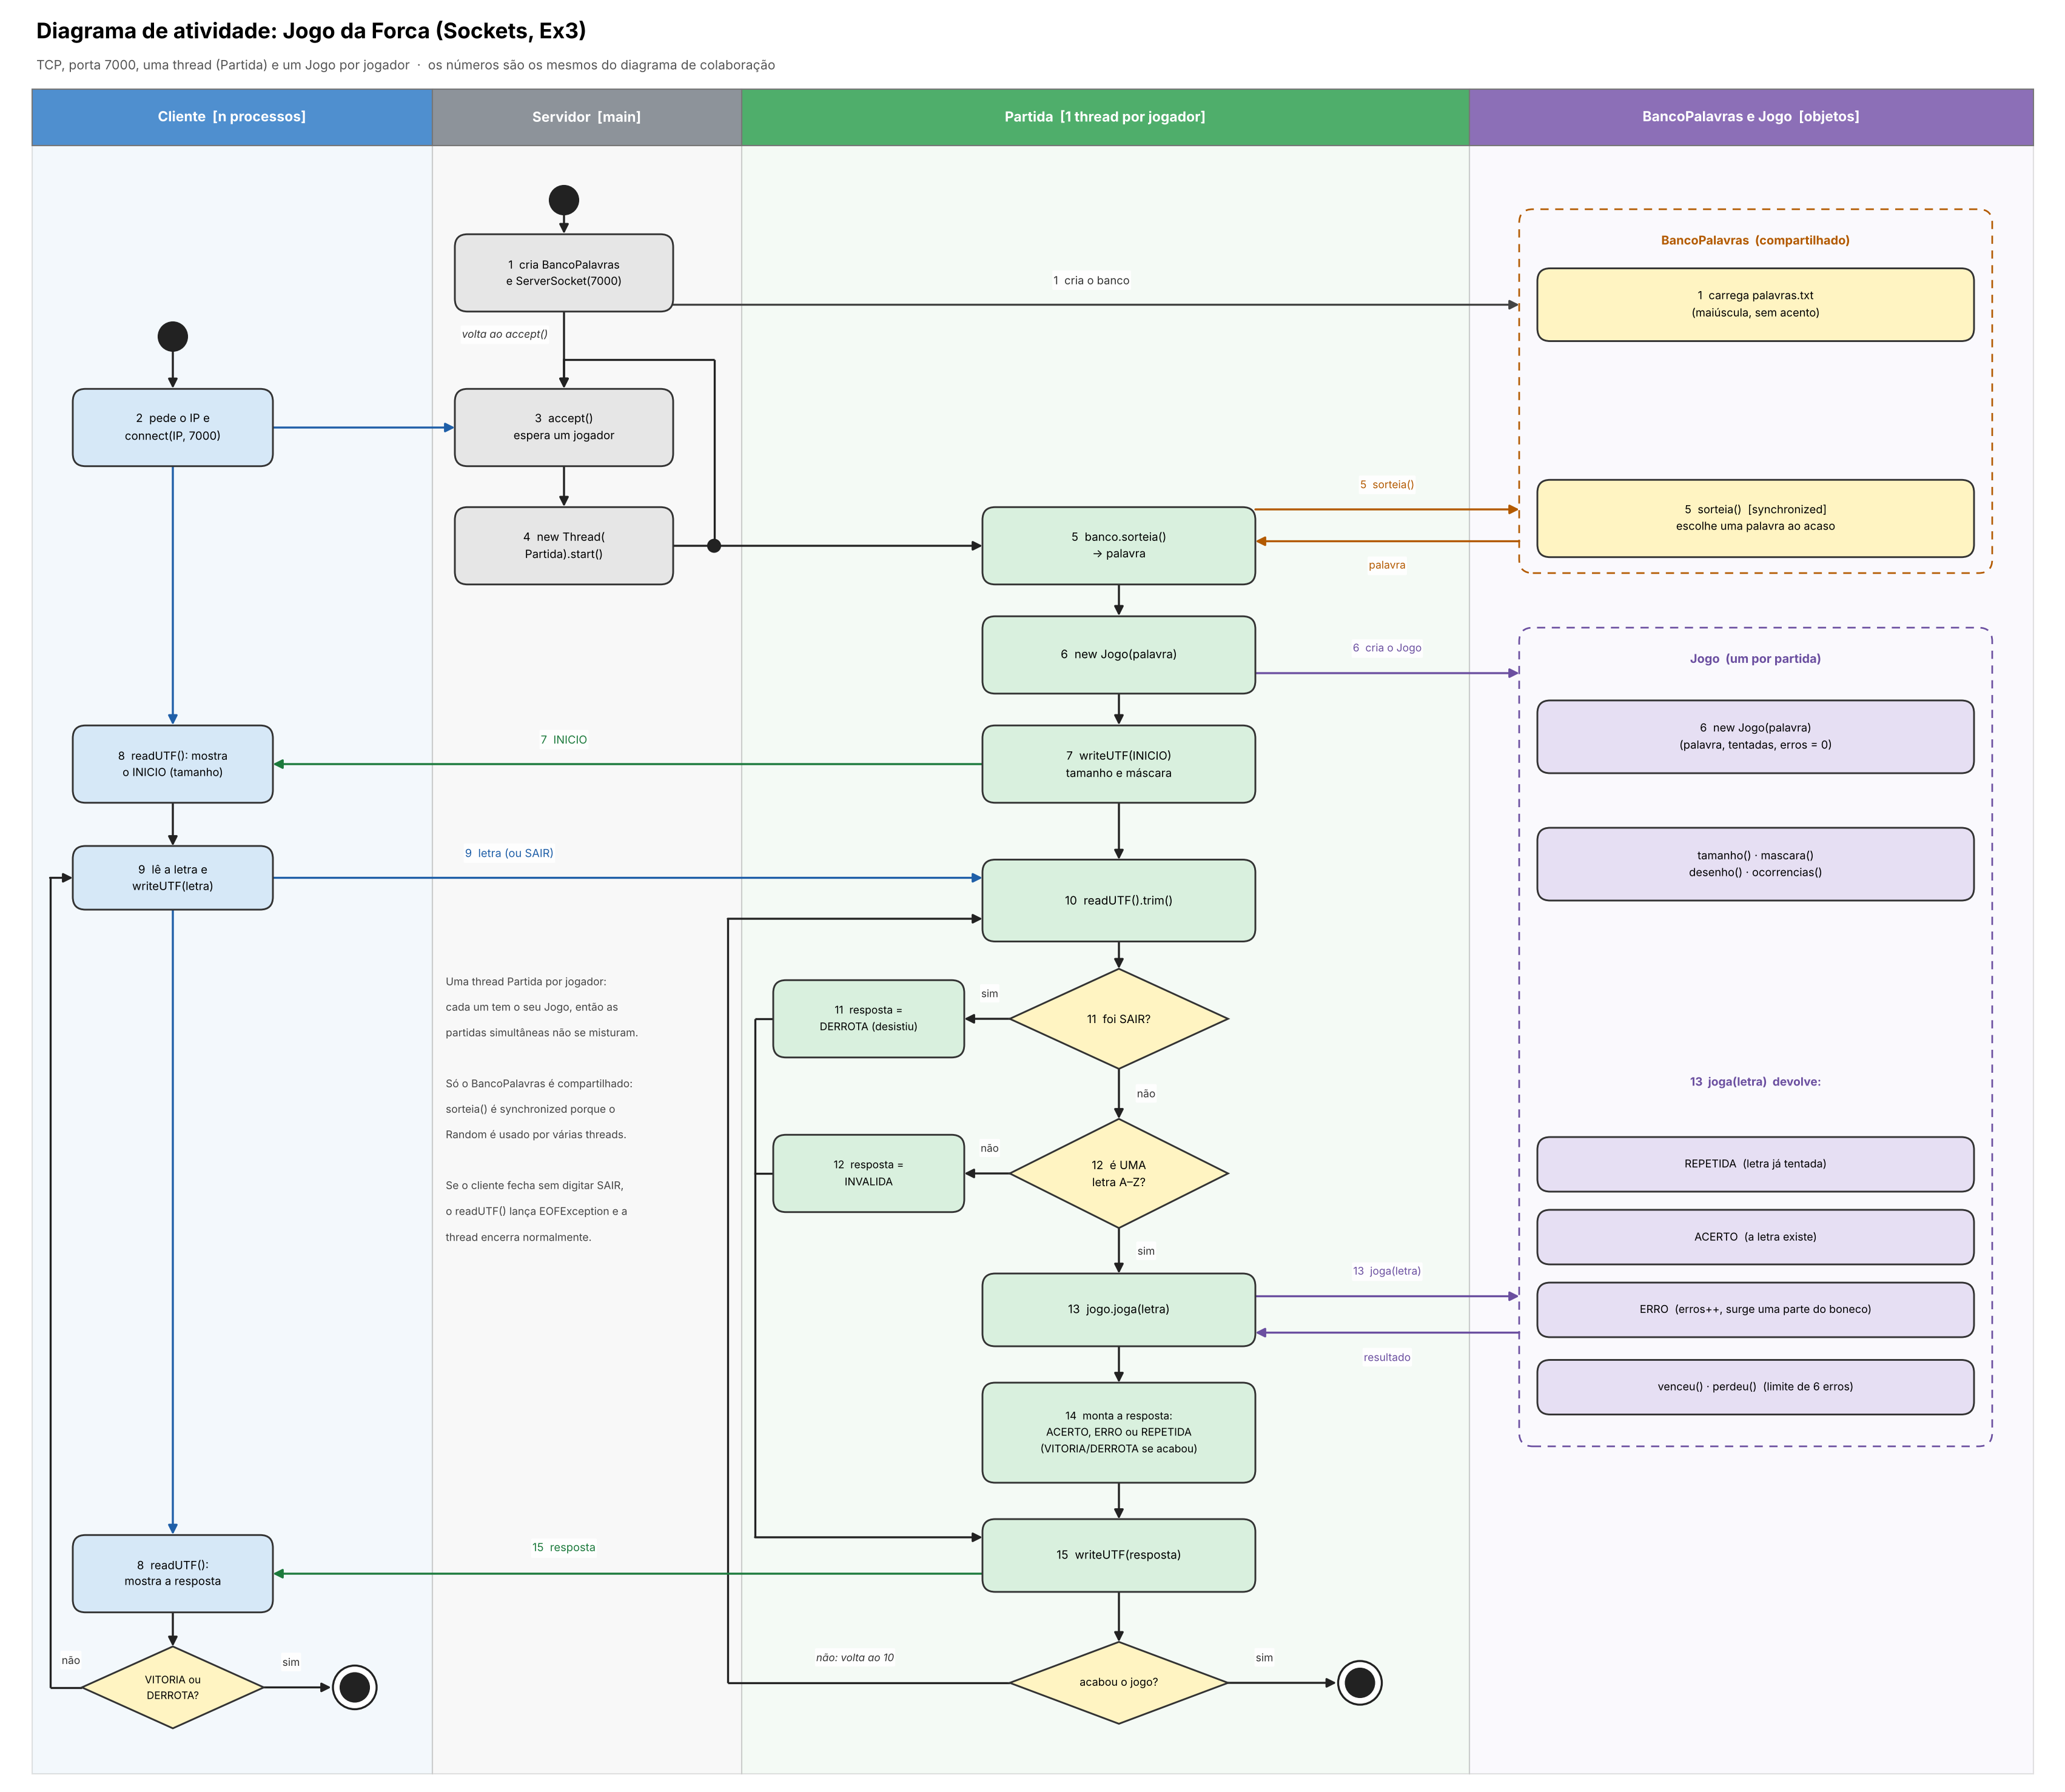 Diagrama de atividade: Jogo da Forca (Sockets, Ex3)
TCP, porta 7000, uma thread (Partida) e um Jogo por jogador · os números são os mesmos do diagrama de colaboração
Cliente [n processos]
Servidor [main]
Partida [1 thread por jogador]
BancoPalavras e Jogo [objetos]
1 cria BancoPalavras
e ServerSocket(7000)
1 cria o banco
BancoPalavras (compartilhado)
1 carrega palavras.txt
(maiúscula, sem acento)
volta ao accept()
2 pede o IP e
connect(IP, 7000)
3 accept()
espera um jogador
4 new Thread(
Partida).start()
5 banco.sorteia()
→ palavra
5 sorteia()
palavra
5 sorteia() [synchronized]
escolhe uma palavra ao acaso
6 new Jogo(palavra)
6 cria o Jogo
Jogo (um por partida)
6 new Jogo(palavra)
(palavra, tentadas, erros = 0)
8 readUTF(): mostra
o INICIO (tamanho)
7 INICIO
7 writeUTF(INICIO)
tamanho e máscara
9 lê a letra e
writeUTF(letra)
9 letra (ou SAIR)
10 readUTF().trim()
tamanho() · mascara()
desenho() · ocorrencias()
Uma thread Partida por jogador:
cada um tem o seu Jogo, então as
partidas simultâneas não se misturam.
Só o BancoPalavras é compartilhado:
sorteia() é synchronized porque o
Random é usado por várias threads.
Se o cliente fecha sem digitar SAIR,
o readUTF() lança EOFException e a
thread encerra normalmente.
11 resposta =
DERROTA (desistiu)
sim
11 foi SAIR?
não
12 resposta =
INVALIDA
não
12 é UMA
letra A–Z?
sim
13 joga(letra) devolve:
REPETIDA (letra já tentada)
ACERTO (a letra existe)
ERRO (erros++, surge uma parte do boneco)
venceu() · perdeu() (limite de 6 erros)
13 jogo.joga(letra)
13 joga(letra)
resultado
14 monta a resposta:
ACERTO, ERRO ou REPETIDA
(VITORIA/DERROTA se acabou)
15 writeUTF(resposta)
15 resposta
8 readUTF():
mostra a resposta
não
VITORIA ou
DERROTA?
sim
não: volta ao 10
acabou o jogo?
sim